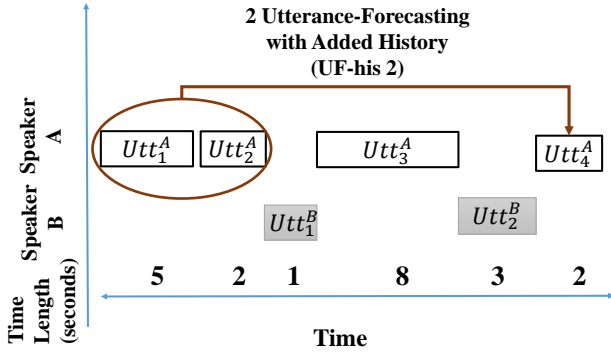 2 Utterance-Forecasting
with Added History
(UF-his 2)
Speaker
A
Utt₁ᴬ
Utt₂ᴬ
Utt₃ᴬ
Utt₄ᴬ
Speaker
B
Utt₁ᴮ
Utt₂ᴮ
Time
Length
(seconds)
5 2 1 8 3 2
Time